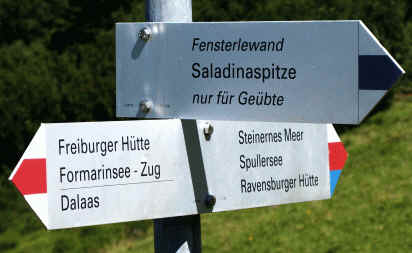 Fensterlewand
Saladinaspitze
nur für Geübte
Freiburger Hütte
Formarinsee - Zug
Dalaas
Steinernes Meer
Spullersee
Ravensburger Hütte